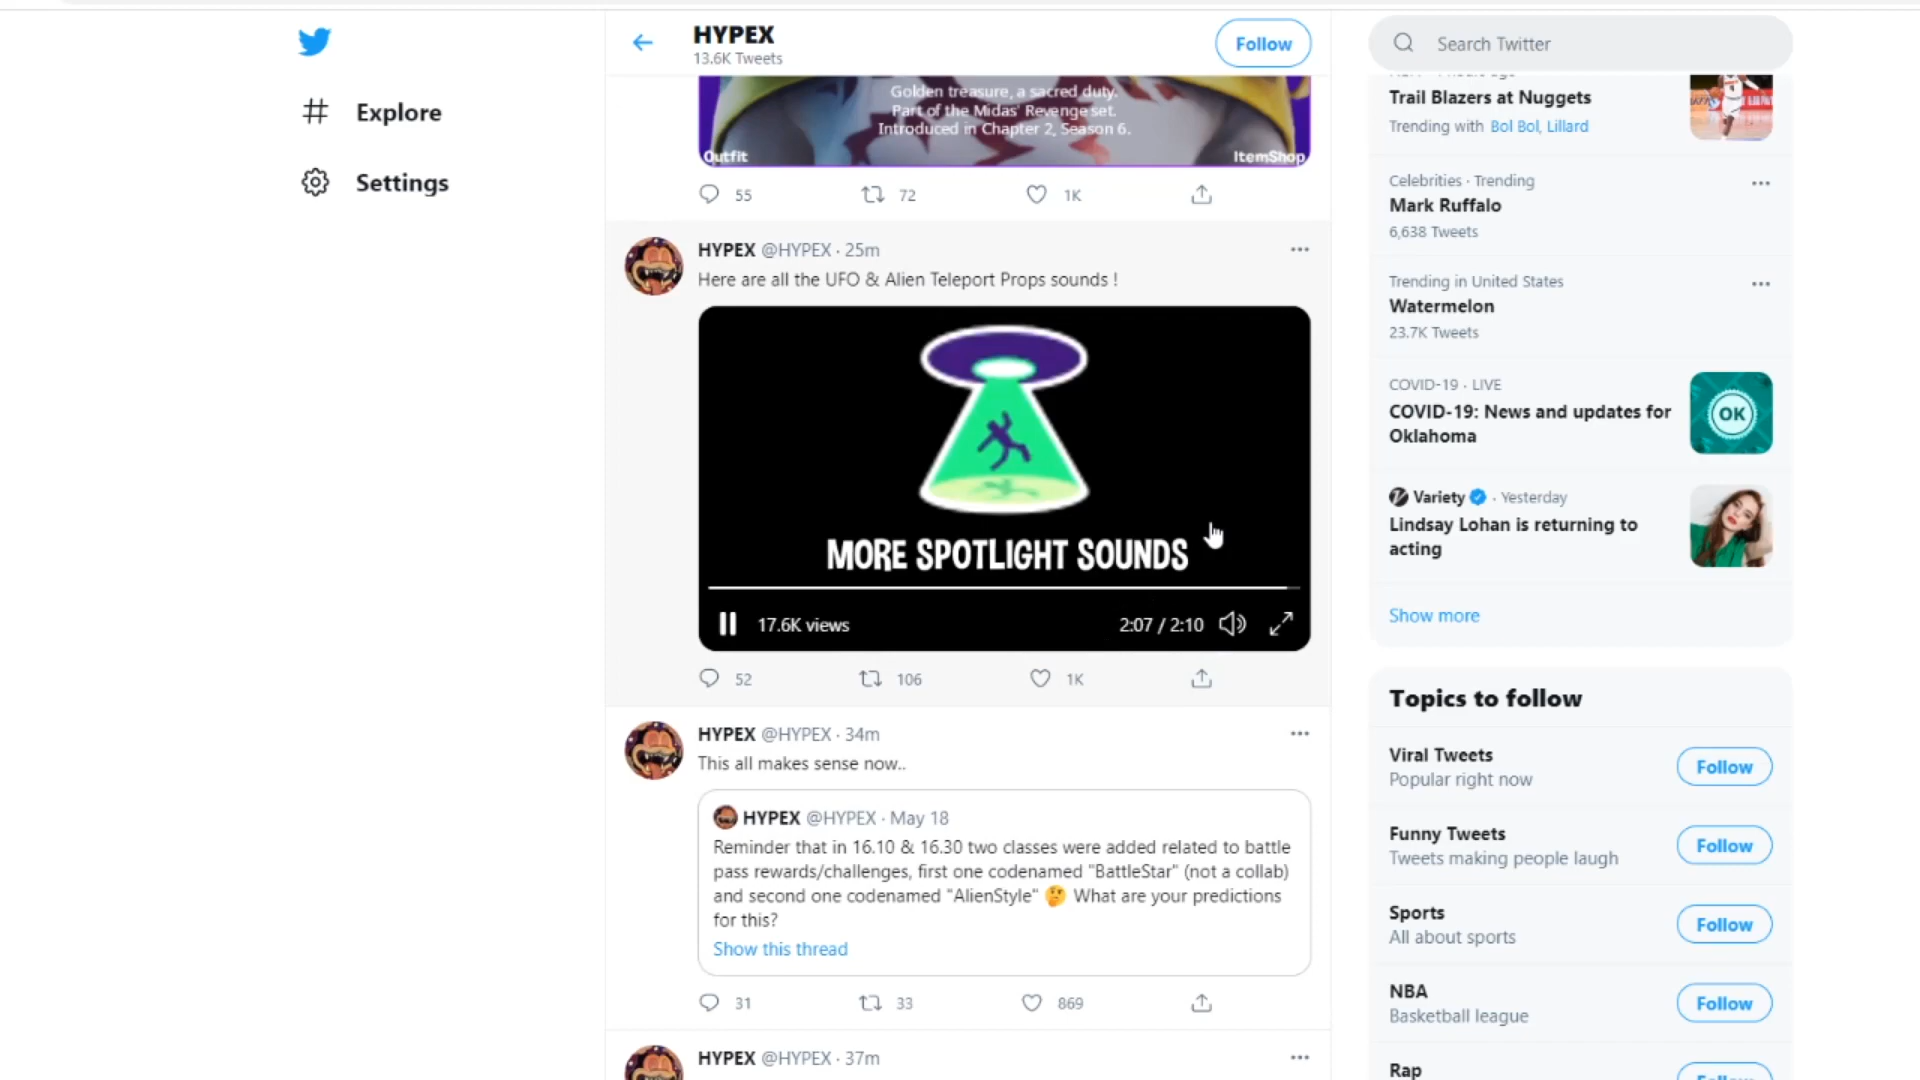 HYPEX
13.6K Tweets
Follow
Search Twitter
Explore
Settings
Golden treasure, a sacred duty.
Part of the Midas' Revenge set.
Introduced in Chapter 2, Season 6.
Outfit
ItemShop
55
72
1K
HYPEX @HYPEX · 25m
Here are all the UFO & Alien Teleport Props sounds !
MORE SPOTLIGHT SOUNDS
17.6K views
2:07 / 2:10
52
106
1K
HYPEX @HYPEX · 34m
This all makes sense now..
HYPEX @HYPEX · May 18
Reminder that in 16.10 & 16.30 two classes were added related to battle
pass rewards/challenges, first one codenamed "BattleStar" (not a collab)
and second one codenamed "AlienStyle" 🤔 What are your predictions
for this?
Show this thread
31
33
869
HYPEX @HYPEX · 37m
Trail Blazers at Nuggets
Trending with Bol Bol, Lillard
Celebrities · Trending
Mark Ruffalo
6,638 Tweets
Trending in United States
Watermelon
23.7K Tweets
COVID-19 · LIVE
COVID-19: News and updates for
Oklahoma
OK
Variety · Yesterday
Lindsay Lohan is returning to
acting
Show more
Topics to follow
Viral Tweets
Popular right now
Follow
Funny Tweets
Tweets making people laugh
Follow
Sports
All about sports
Follow
NBA
Basketball league
Follow
Rap